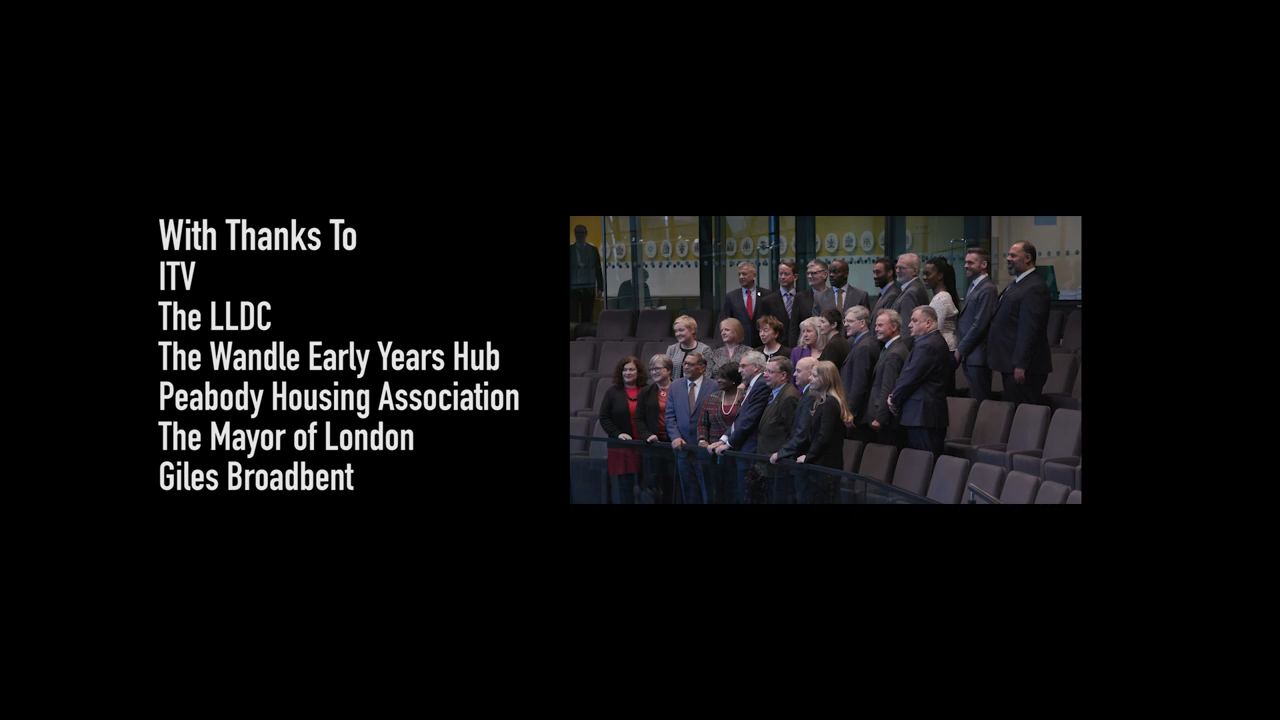 With Thanks To
ITV
The LLDC
The Wandle Early Years Hub
Peabody Housing Association
The Mayor of London
Giles Broadbent